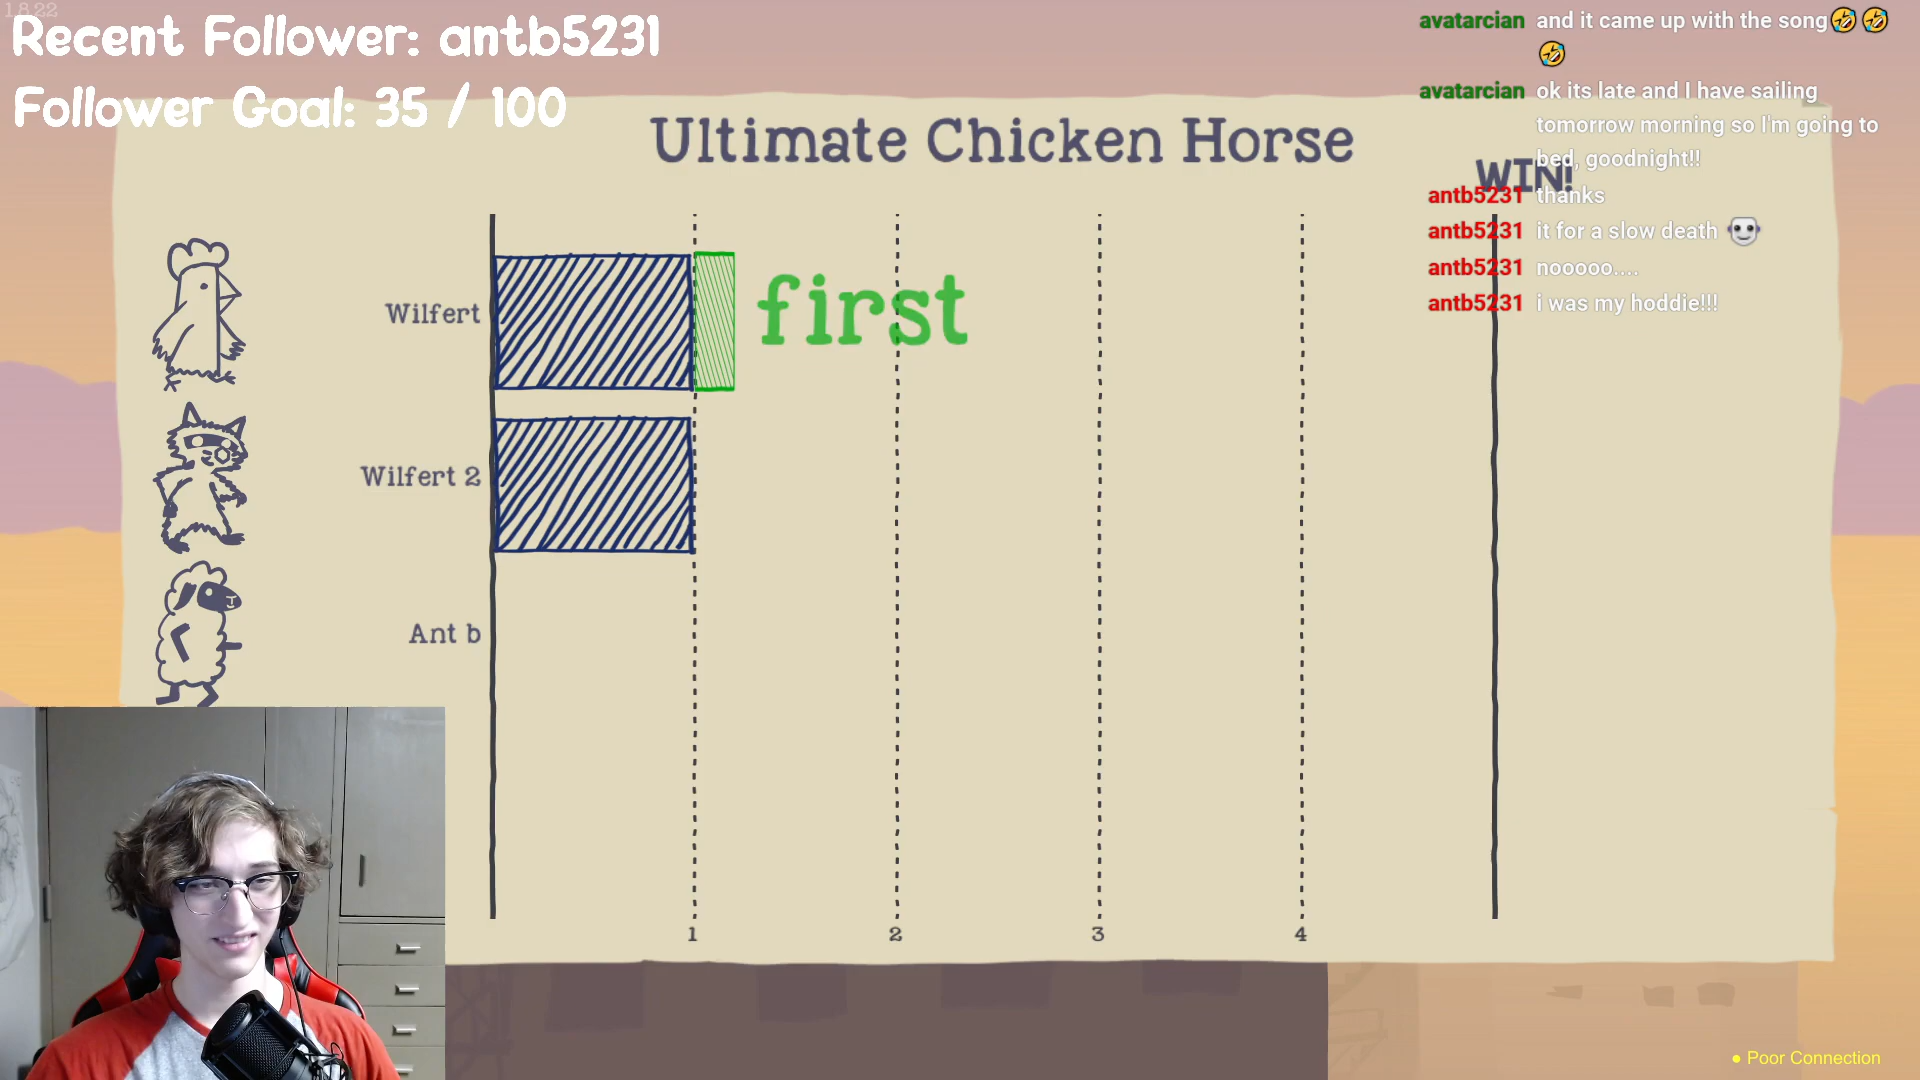 1.8.22
Recent Follower: antb5231
Follower Goal: 35 / 100
Ultimate Chicken Horse
WIN!
Wilfert
first
Wilfert 2
Ant b
1 2 3 4
avatarcian and it came up with the song🤣🤣
🤣
avatarcian ok its late and I have sailing
tomorrow morning so I'm going to
bed, goodnight!!
antb5231 thanks
antb5231 it for a slow death
antb5231 nooooo....
antb5231 i was my hoddie!!!
● Poor Connection